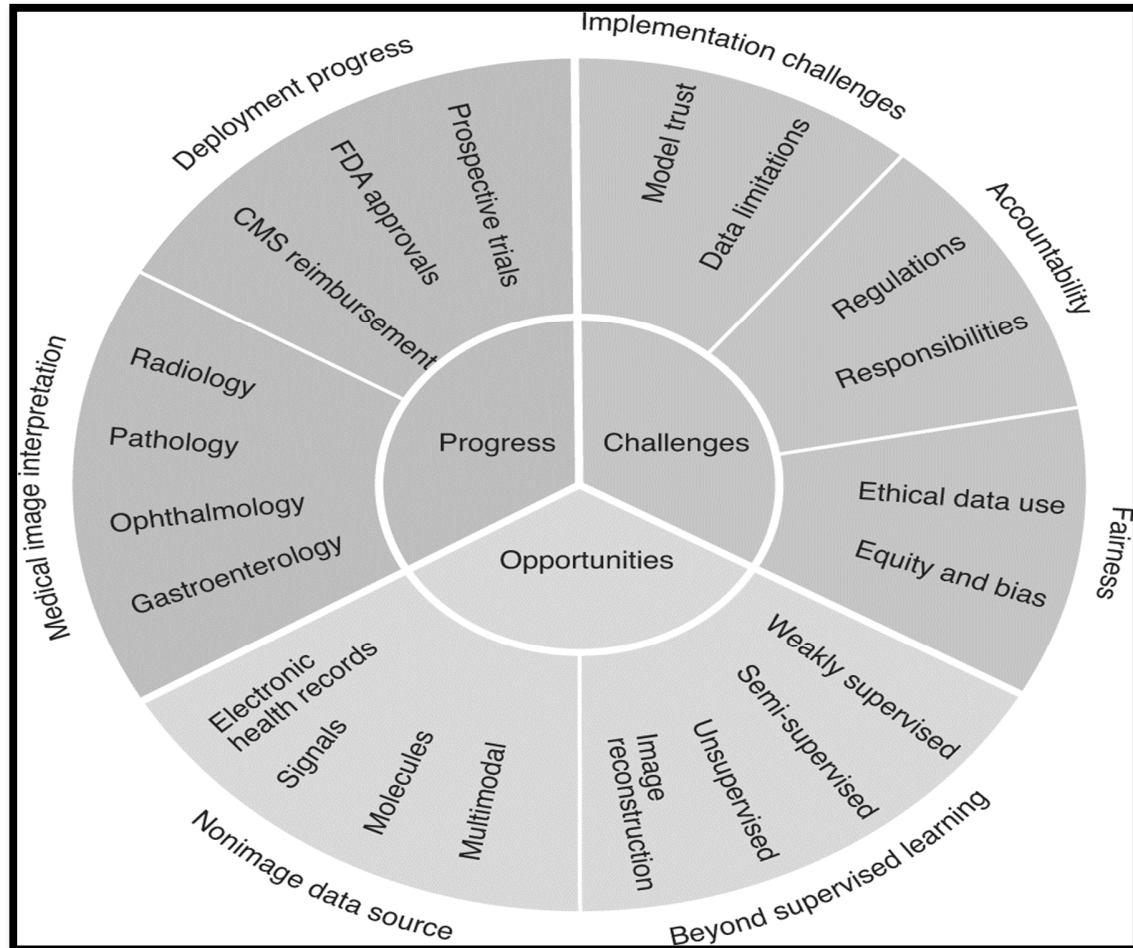 Implementation challenges
Deployment progress
Model trust
Data limitations
Prospective trials
FDA approvals
CMS reimbursement
Accountability
Regulations
Responsibilities
Medical image interpretation
Radiology
Pathology
Ophthalmology
Gastroenterology
Progress
Challenges
Opportunities
Fairness
Ethical data use
Equity and bias
Electronic
health records
Signals
Molecules
Multimodal
Nonimage data source
Image
reconstruction
Unsupervised
Semi-supervised
Weakly supervised
Beyond supervised learning